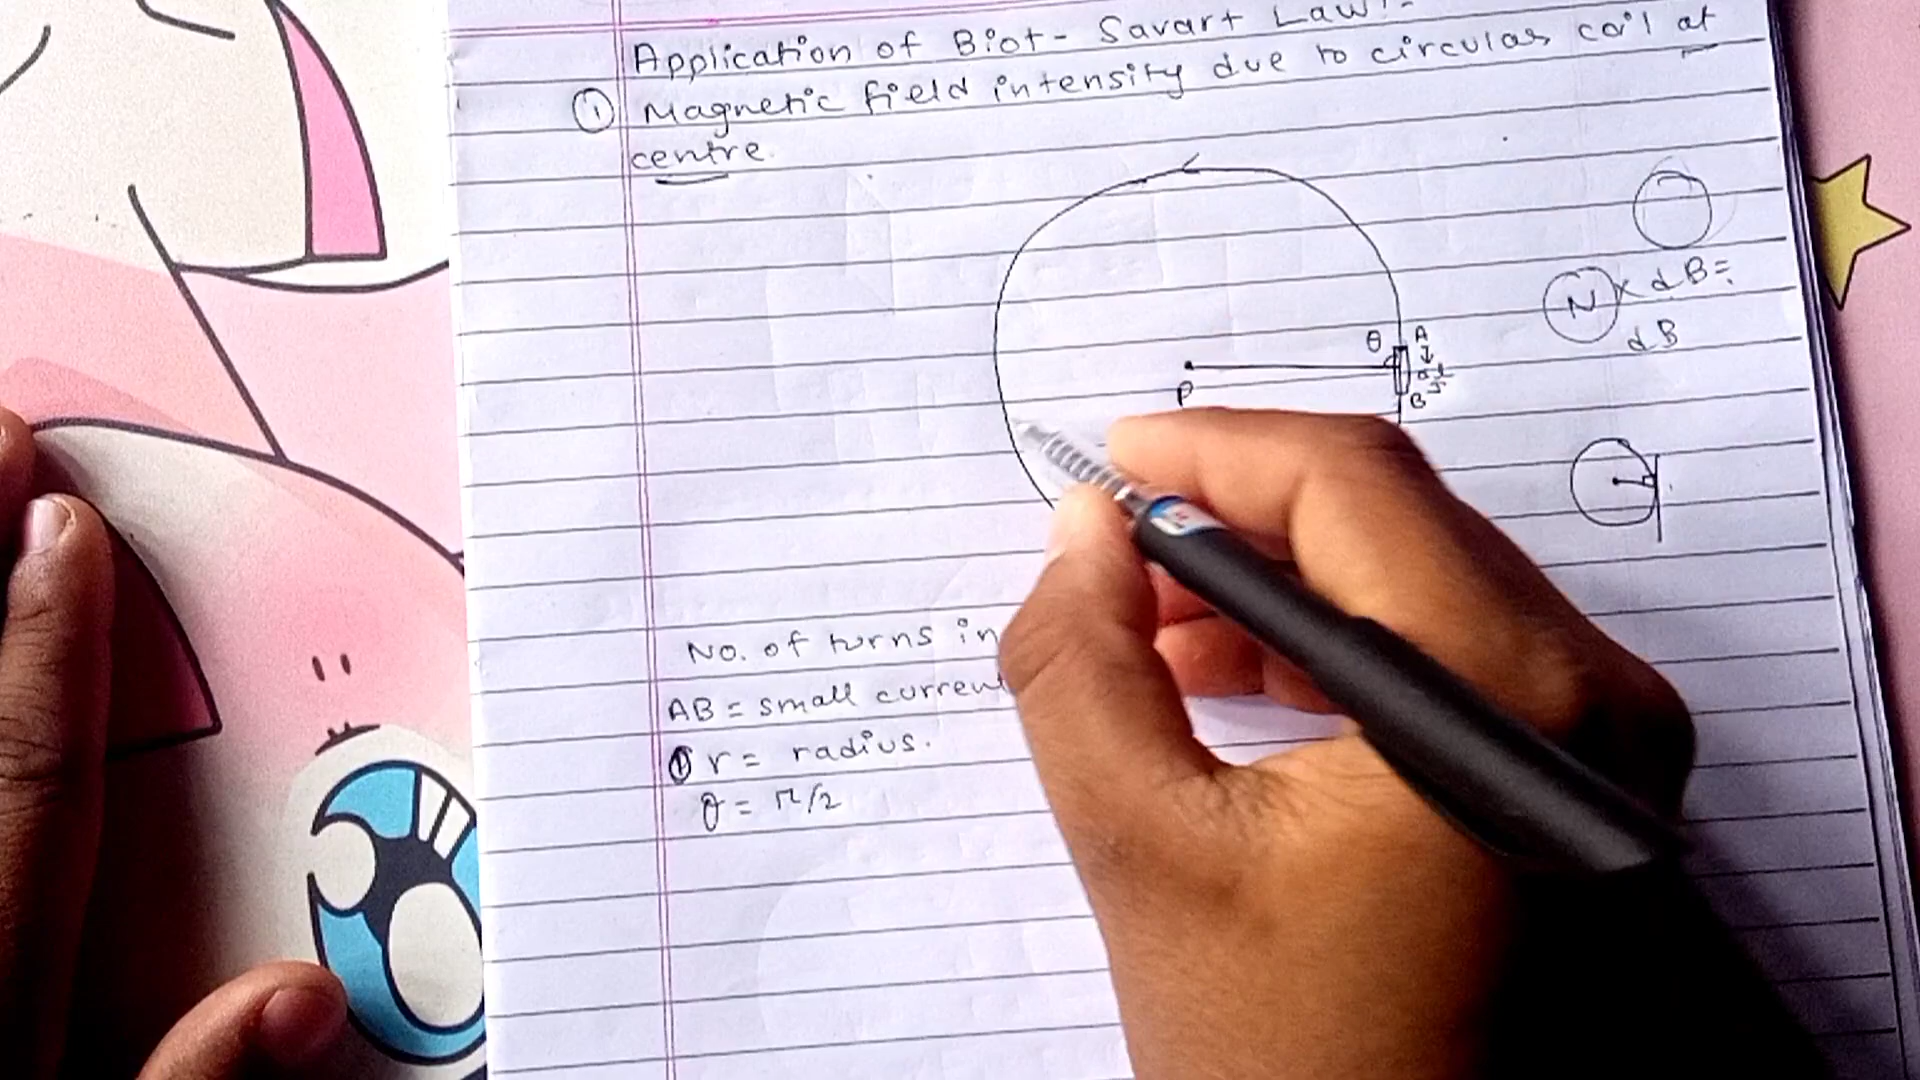 Application of Biot-Savart Law:-
① Magnetic field intensity due to circular coil at
centre.
N x dB =
dB
θ
A
dl
B
P
No. of turns in
AB = small current
r = radius.
θ = π/2